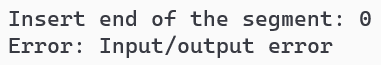 Insert end of the segment: 0
Error: Input/output error